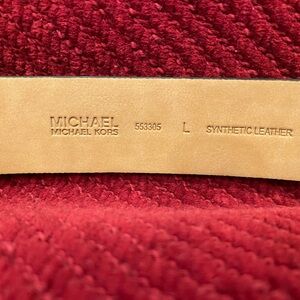 MICHAEL
MICHAEL KORS
553305 L SYNTHETIC LEATHER